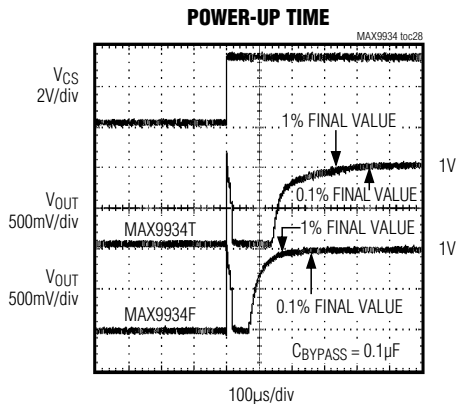 POWER-UP TIME
MAX9934 toc28
VCS
2V/div
1% FINAL VALUE
1V
0.1% FINAL VALUE
VOUT
500mV/div
MAX9934T
1% FINAL VALUE
1V
VOUT
500mV/div
0.1% FINAL VALUE
MAX9934F
CBYPASS = 0.1µF
100µs/div